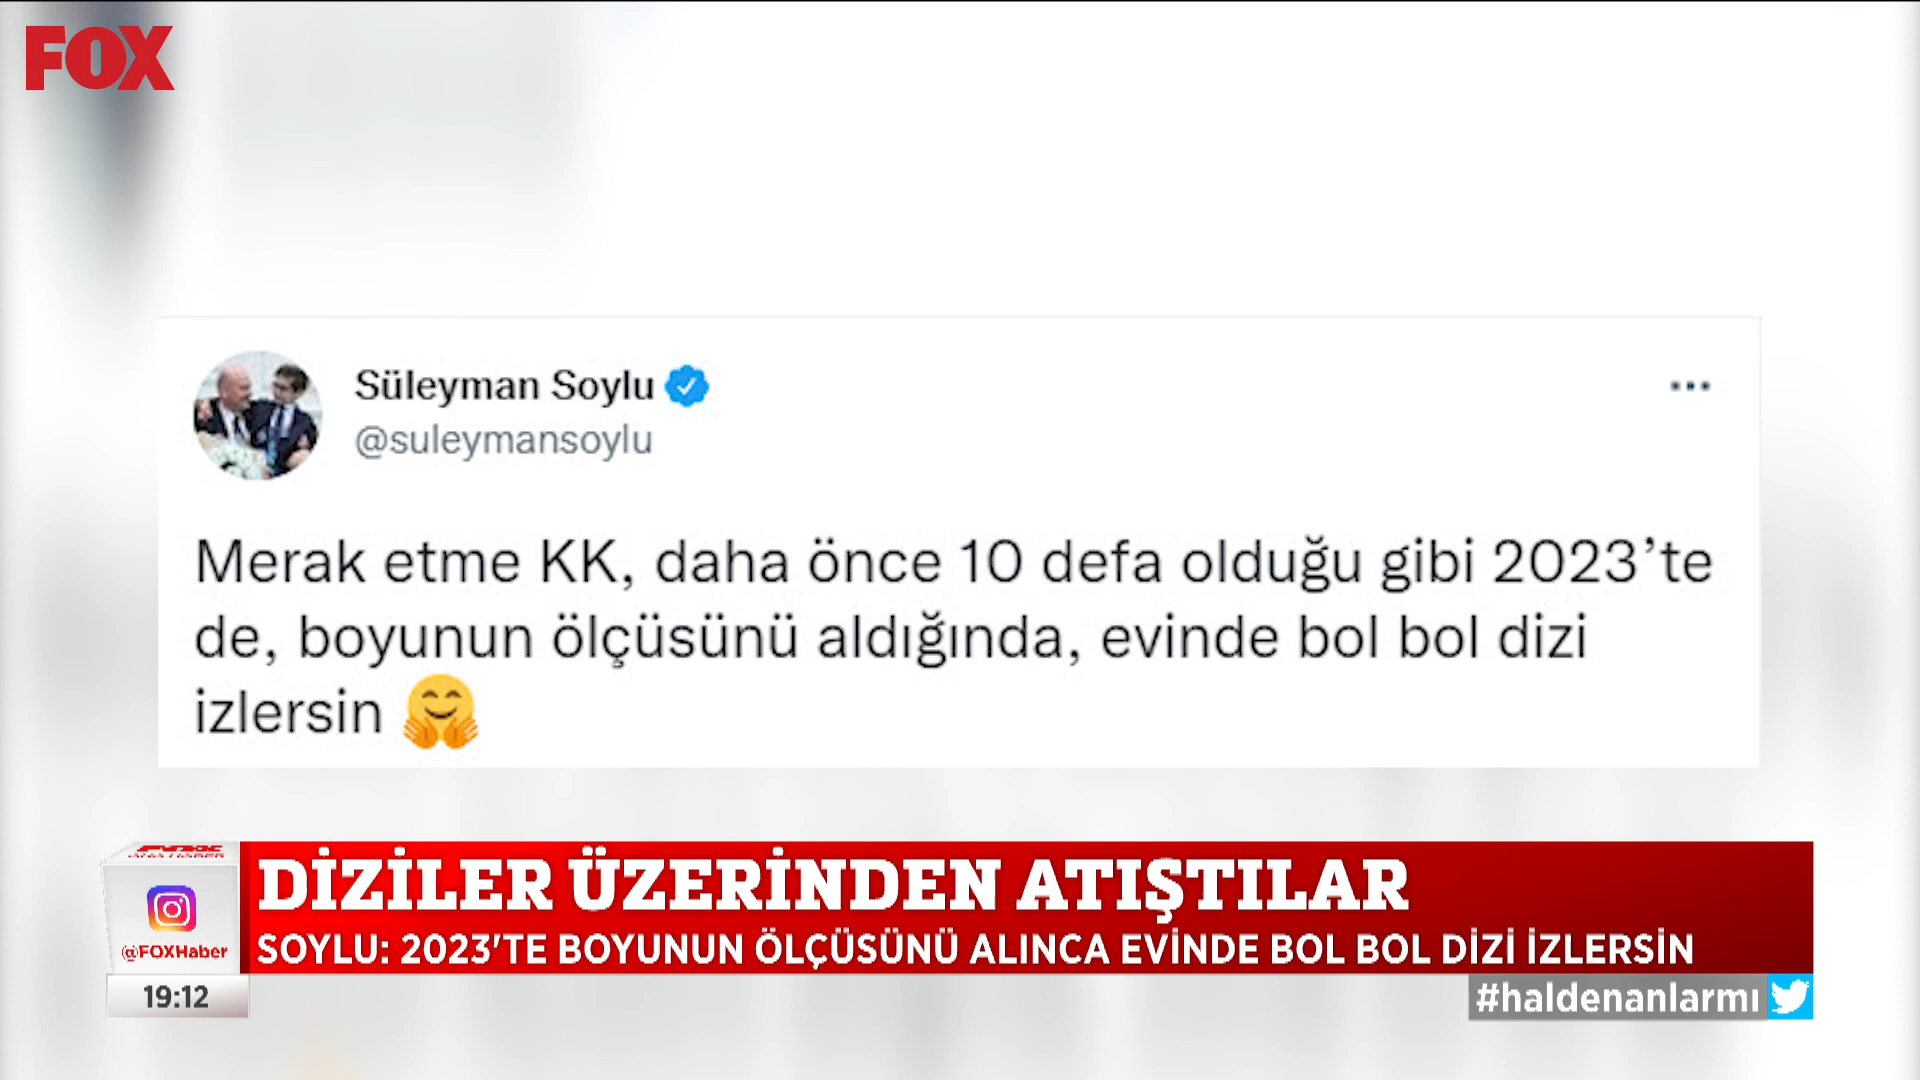 FOX
Süleyman Soylu
@suleymansoylu
Merak etme KK, daha önce 10 defa olduğu gibi 2023’te
de, boyunun ölçüsünü aldığında, evinde bol bol dizi
izlersin
DİZİLER ÜZERİNDEN ATIŞTILAR
SOYLU: 2023'TE BOYUNUN ÖLÇÜSÜNÜ ALINCA EVİNDE BOL BOL DİZİ İZLERSİN
@FOXHaber
19:12
#haldenanlarmı